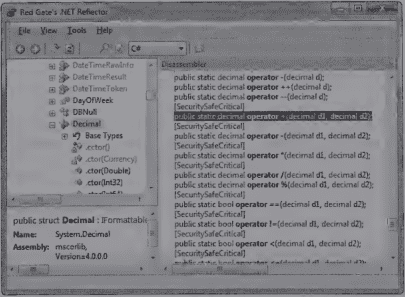 Red Gate's .NET Reflector
File View Tools Help
C#
DateTimeRawInfo
DateTimeResult
DateTimeToken
DayOfWeek
DBNull
Decimal
Base Types
.ctor()
.ctor(Currency)
.ctor(Double)
.ctor(Int32)
public struct Decimal : IFormattable
Name: System.Decimal
Assembly: mscorlib,
Version=4.0.0.0
Disassembler
public static decimal operator -(decimal d);
public static decimal operator ++(decimal d);
public static decimal operator --(decimal d);
[SecuritySafeCritical]
public static decimal operator +(decimal d1, decimal d2);
[SecuritySafeCritical]
public static decimal operator -(decimal d1, decimal d2);
[SecuritySafeCritical]
public static decimal operator *(decimal d1, decimal d2);
[SecuritySafeCritical]
public static decimal operator /(decimal d1, decimal d2);
public static decimal operator %(decimal d1, decimal d2);
[SecuritySafeCritical]
public static bool operator ==(decimal d1, decimal d2);
[SecuritySafeCritical]
public static bool operator !=(decimal d1, decimal d2);
[SecuritySafeCritical]
public static bool operator <(decimal d1, decimal d2);
[SecuritySafeCritical]